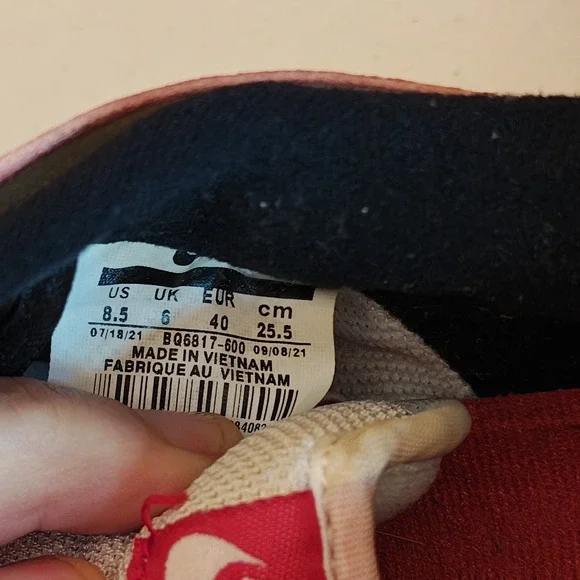 US UK EUR cm
8.5 6 40 25.5
07/18/21 BQ6817-600 09/08/21
MADE IN VIETNAM
FABRIQUE AU VIETNAM